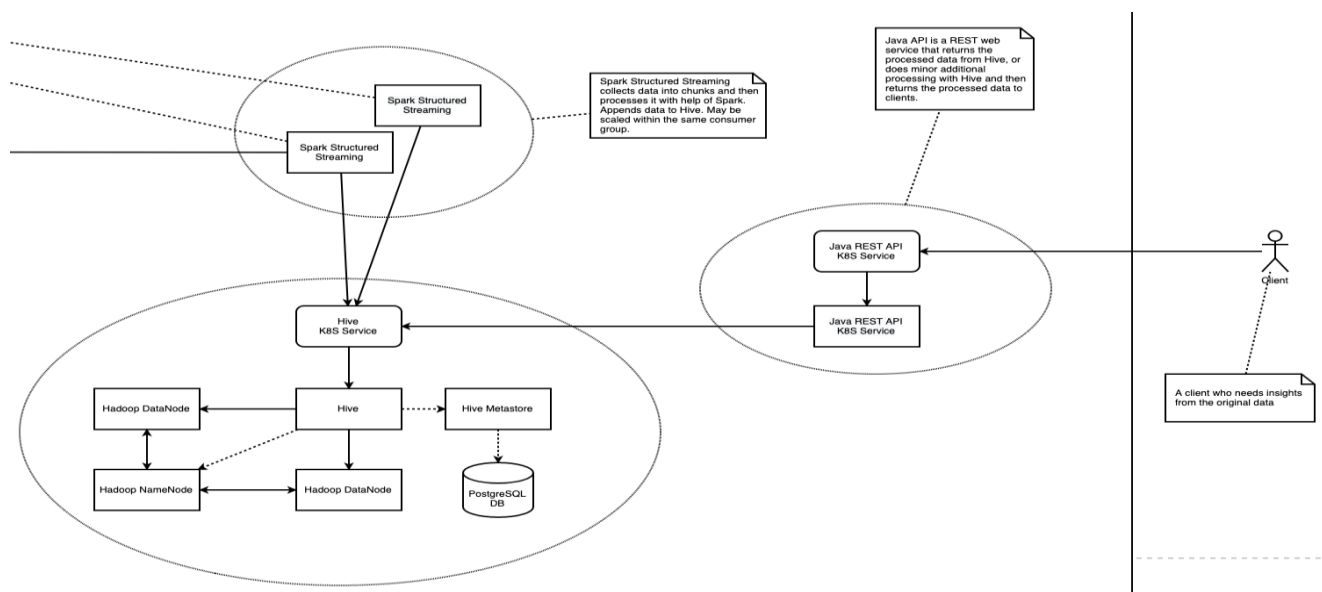 Java API is a REST web
service that returns the
processed data from Hive, or
does minor additional
processing with Hive and then
returns the processed data to
clients.
Spark Structured Streaming
collects data into chunks and then
processes it with help of Spark.
Appends data to Hive. May be
scaled within the same consumer
group.
Spark Structured
Streaming
Spark Structured
Streaming
Java REST API
K8S Service
Client
Hive
K8S Service
Java REST API
K8S Service
A client who needs insights
from the original data
Hadoop DataNode
Hive
Hive Metastore
Hadoop NameNode
Hadoop DataNode
PostgreSQL
DB